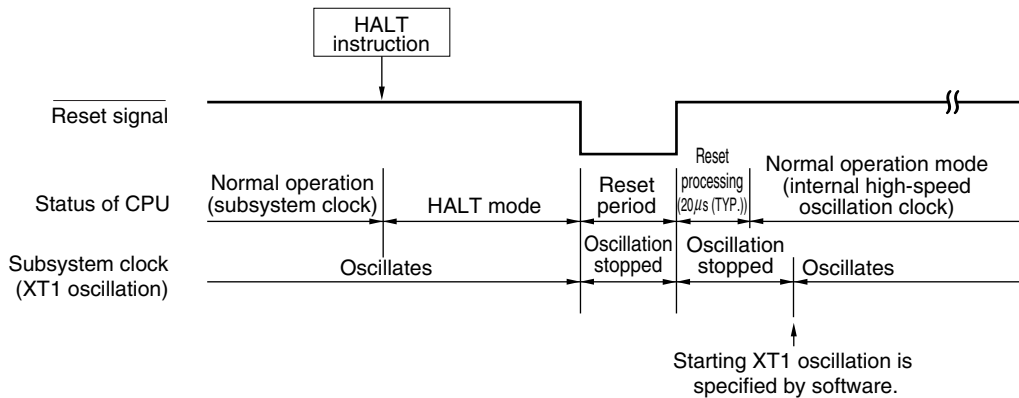 HALT
instruction
Reset signal
Status of CPU
Normal operation
(subsystem clock)
HALT mode
Reset
period
Reset
processing
(20μs (TYP.))
Normal operation mode
(internal high-speed
oscillation clock)
Subsystem clock
(XT1 oscillation)
Oscillates
Oscillation
stopped
Oscillation
stopped
Oscillates
Starting XT1 oscillation is
specified by software.